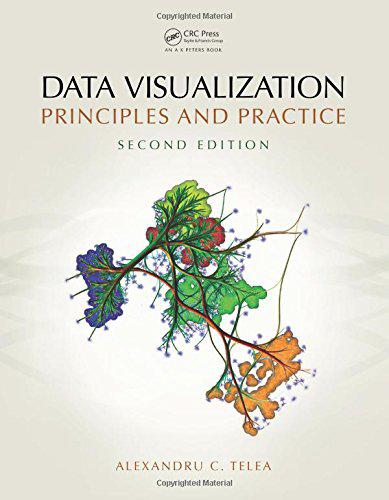 Copyrighted Material
CRC
CRC Press
Taylor & Francis Group
AN A K PETERS BOOK
DATA VISUALIZATION
PRINCIPLES AND PRACTICE
SECOND EDITION
ALEXANDRU C. TELEA
Copyrighted Material